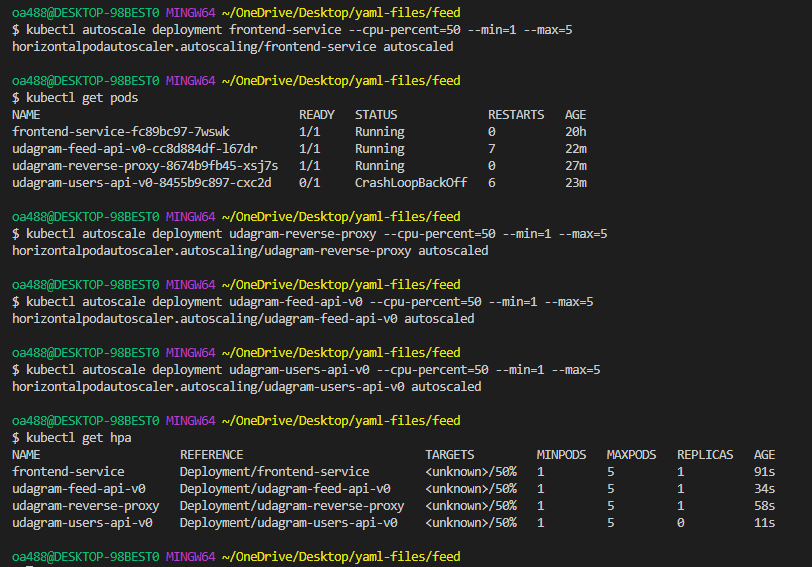 oa488@DESKTOP-98BEST0 MINGW64 ~/OneDrive/Desktop/yaml-files/feed
$ kubectl autoscale deployment frontend-service --cpu-percent=50 --min=1 --max=5
horizontalpodautoscaler.autoscaling/frontend-service autoscaled
oa488@DESKTOP-98BEST0 MINGW64 ~/OneDrive/Desktop/yaml-files/feed
$ kubectl get pods
NAME READY STATUS RESTARTS AGE
frontend-service-fc89bc97-7wswk 1/1 Running 0 20h
udagram-feed-api-v0-cc8d884df-l67dr 1/1 Running 7 22m
udagram-reverse-proxy-8674b9fb45-xsj7s 1/1 Running 0 27m
udagram-users-api-v0-8455b9c897-cxc2d 0/1 CrashLoopBackOff 6 23m
oa488@DESKTOP-98BEST0 MINGW64 ~/OneDrive/Desktop/yaml-files/feed
$ kubectl autoscale deployment udagram-reverse-proxy --cpu-percent=50 --min=1 --max=5
horizontalpodautoscaler.autoscaling/udagram-reverse-proxy autoscaled
oa488@DESKTOP-98BEST0 MINGW64 ~/OneDrive/Desktop/yaml-files/feed
$ kubectl autoscale deployment udagram-feed-api-v0 --cpu-percent=50 --min=1 --max=5
horizontalpodautoscaler.autoscaling/udagram-feed-api-v0 autoscaled
oa488@DESKTOP-98BEST0 MINGW64 ~/OneDrive/Desktop/yaml-files/feed
$ kubectl autoscale deployment udagram-users-api-v0 --cpu-percent=50 --min=1 --max=5
horizontalpodautoscaler.autoscaling/udagram-users-api-v0 autoscaled
oa488@DESKTOP-98BEST0 MINGW64 ~/OneDrive/Desktop/yaml-files/feed
$ kubectl get hpa
NAME REFERENCE TARGETS MINPODS MAXPODS REPLICAS AGE
frontend-service Deployment/frontend-service <unknown>/50% 1 5 1 91s
udagram-feed-api-v0 Deployment/udagram-feed-api-v0 <unknown>/50% 1 5 1 34s
udagram-reverse-proxy Deployment/udagram-reverse-proxy <unknown>/50% 1 5 1 58s
udagram-users-api-v0 Deployment/udagram-users-api-v0 <unknown>/50% 1 5 0 11s
oa488@DESKTOP-98BEST0 MINGW64 ~/OneDrive/Desktop/yaml-files/feed